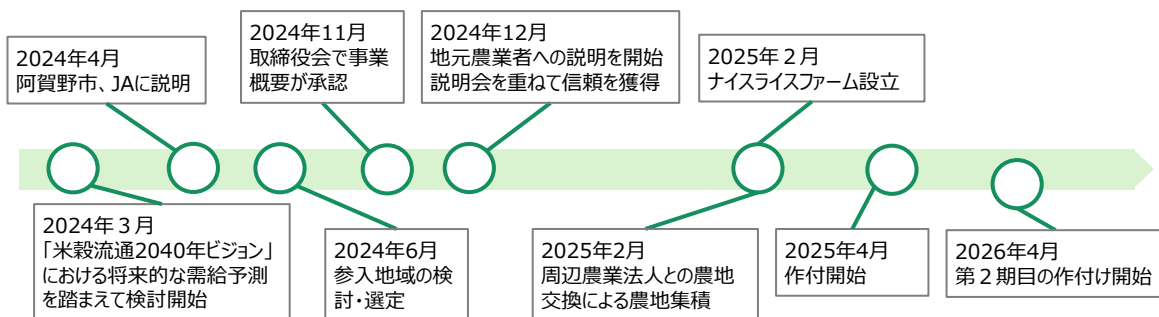 2024年4月
阿賀野市、JAに説明
2024年11月
取締役会で事業
概要が承認
2024年12月
地元農業者への説明を開始
説明会を重ねて信頼を獲得
2025年２月
ナイスライスファーム設立
2024年３月
「米穀流通2040年ビジョン」
における将来的な需給予測
を踏まえて検討開始
2024年6月
参入地域の検
討・選定
2025年2月
周辺農業法人との農地
交換による農地集積
2025年4月
作付開始
2026年4月
第２期目の作付け開始